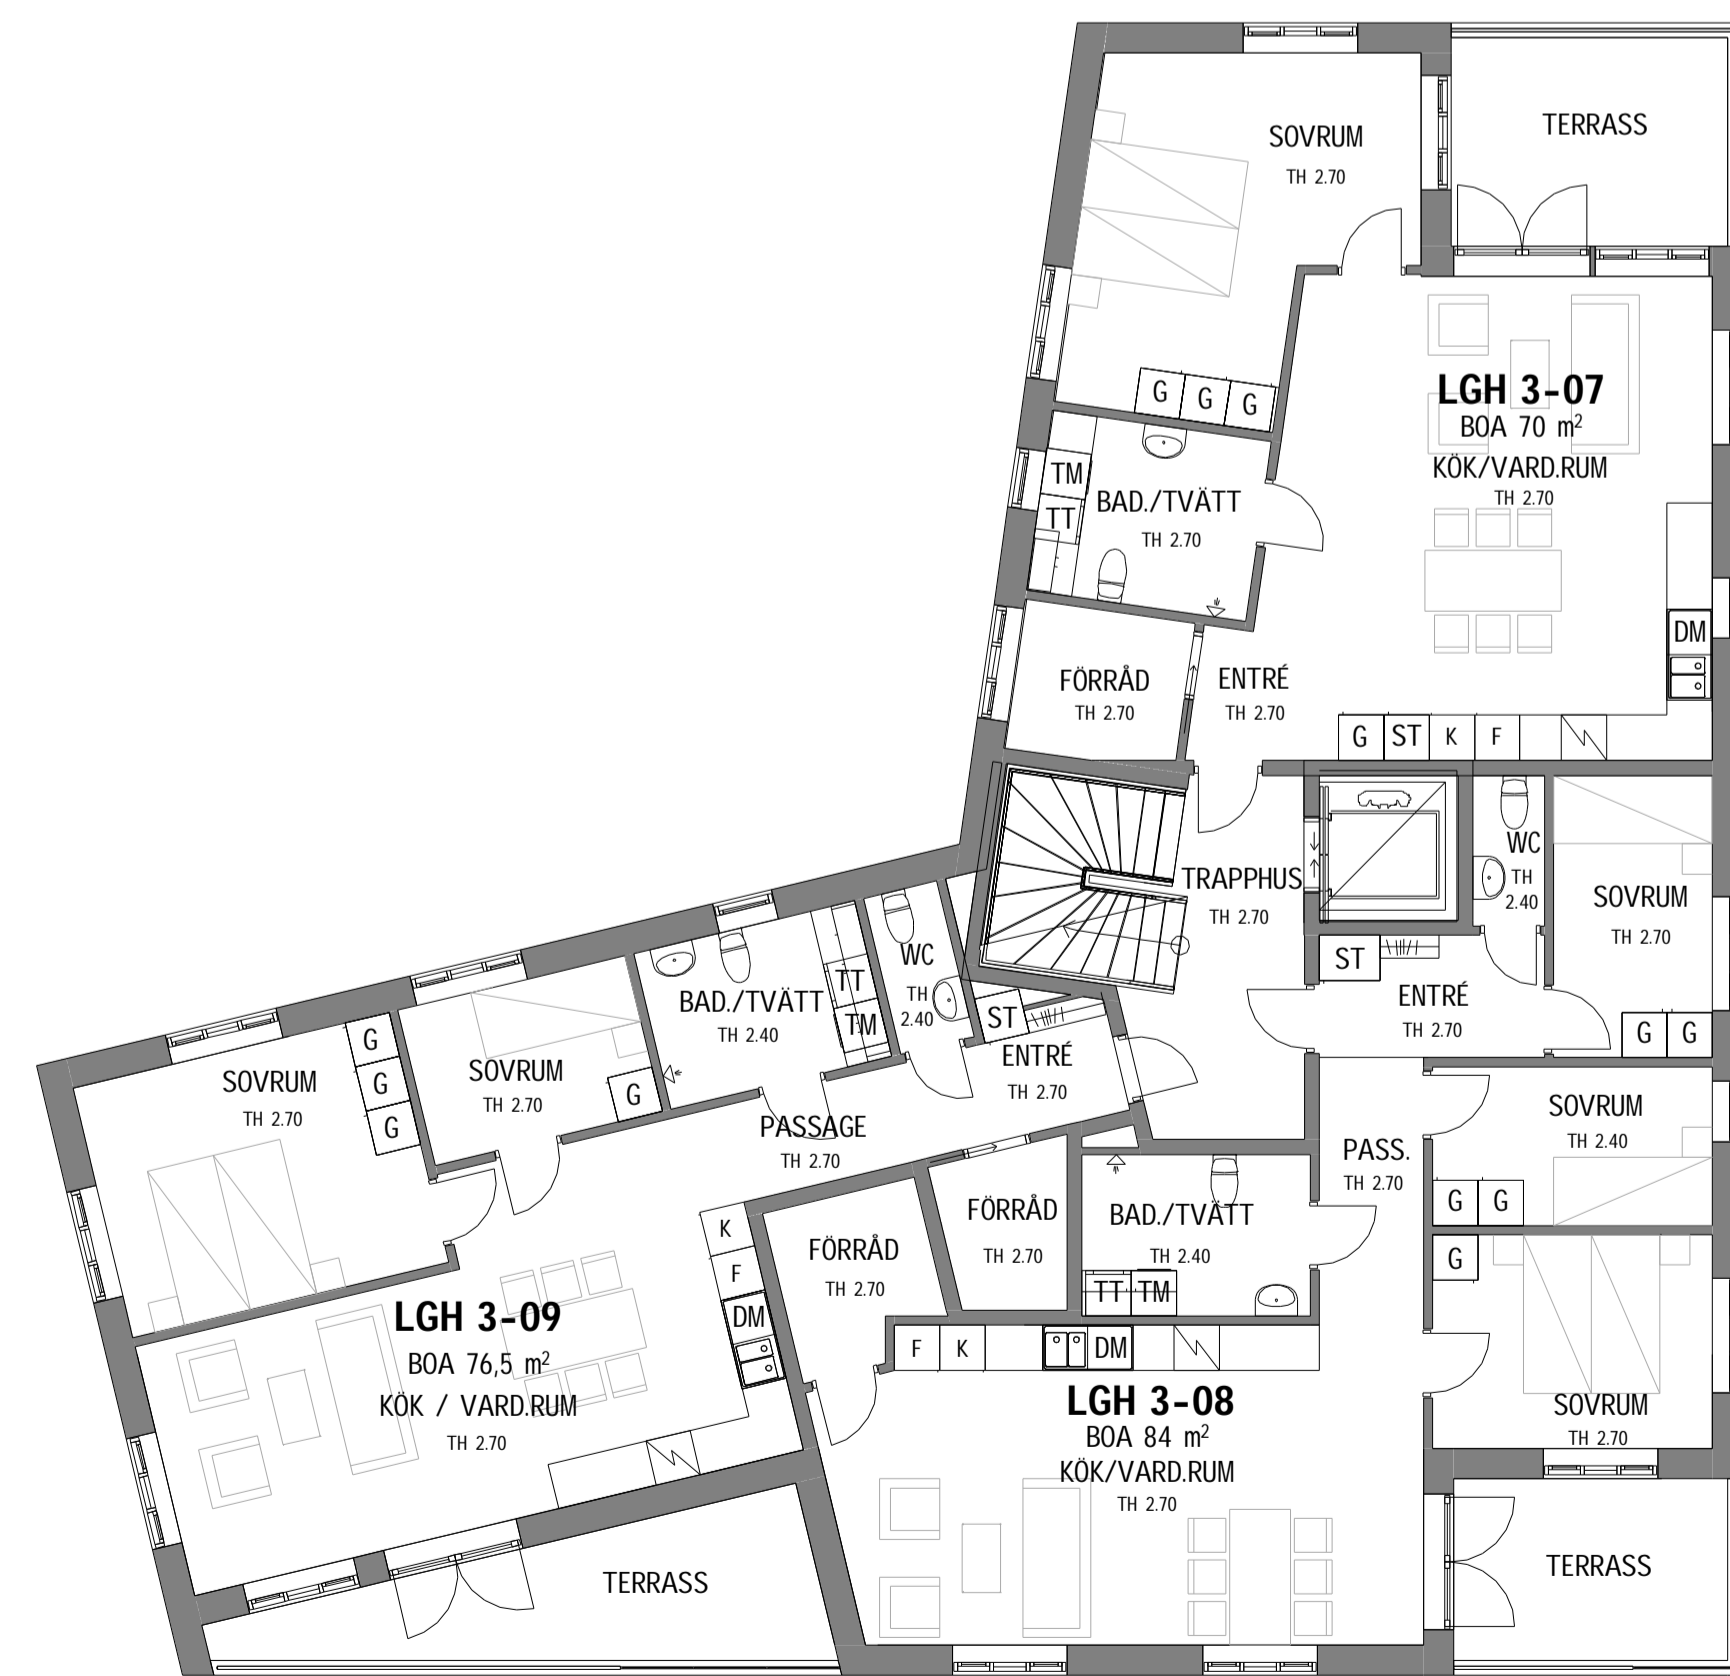 TERRASS
SOVRUM
TH 2.70
LGH 3-07
BOA 70 m²
KÖK/VARD.RUM
TH 2.70
G G G
TM
TT
BAD./TVÄTT
TH 2.70
DM
FÖRRÅD
TH 2.70
ENTRÉ
TH 2.70
G ST K F
TRAPPHUS
TH 2.70
WC
TH
2.40
SOVRUM
TH 2.70
G G
ST
ENTRÉ
TH 2.70
SOVRUM
TH 2.40
G G
PASS.
TH 2.70
G
SOVRUM
TH 2.70
BAD./TVÄTT
TH 2.40
TT TM
FÖRRÅD
TH 2.70
F K DM
LGH 3-08
BOA 84 m²
KÖK/VARD.RUM
TH 2.70
TERRASS
WC
TH
2.40
ST
ENTRÉ
TH 2.70
BAD./TVÄTT
TH 2.40
TT
TM
SOVRUM
TH 2.70
G
SOVRUM
TH 2.70
G
G
G
PASSAGE
TH 2.70
FÖRRÅD
TH 2.70
K
F
DM
LGH 3-09
BOA 76,5 m²
KÖK / VARD.RUM
TH 2.70
TERRASS